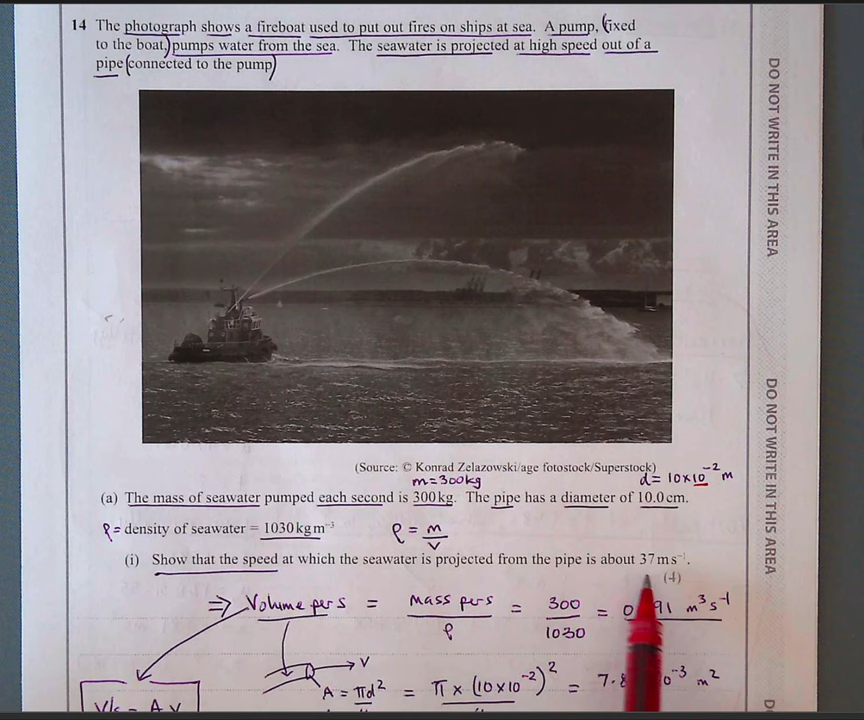 14 The photograph shows a fireboat used to put out fires on ships at sea. A pump, (fixed
to the boat,) pumps water from the sea. The seawater is projected at high speed out of a
pipe (connected to the pump)
DO NOT WRITE IN THIS AREA
(Source: © Konrad Zelazowski/age fotostock/Superstock)
m=300kg d= 10×10⁻² m
(a) The mass of seawater pumped each second is 300 kg. The pipe has a diameter of 10.0 cm.
ρ= density of seawater = 1030 kg m⁻³ ρ = m/V
(i) Show that the speed at which the seawater is projected from the pipe is about 37 m s⁻¹.
(4)
DO NOT WRITE IN THIS AREA
⇒ Volume per s = mass per s / ρ = 300 / 1030 = 0 91 m³ s⁻¹
→ V
A = πd² = π × (10×10⁻²)² = 7. 0⁻³ m²
V/s = A v